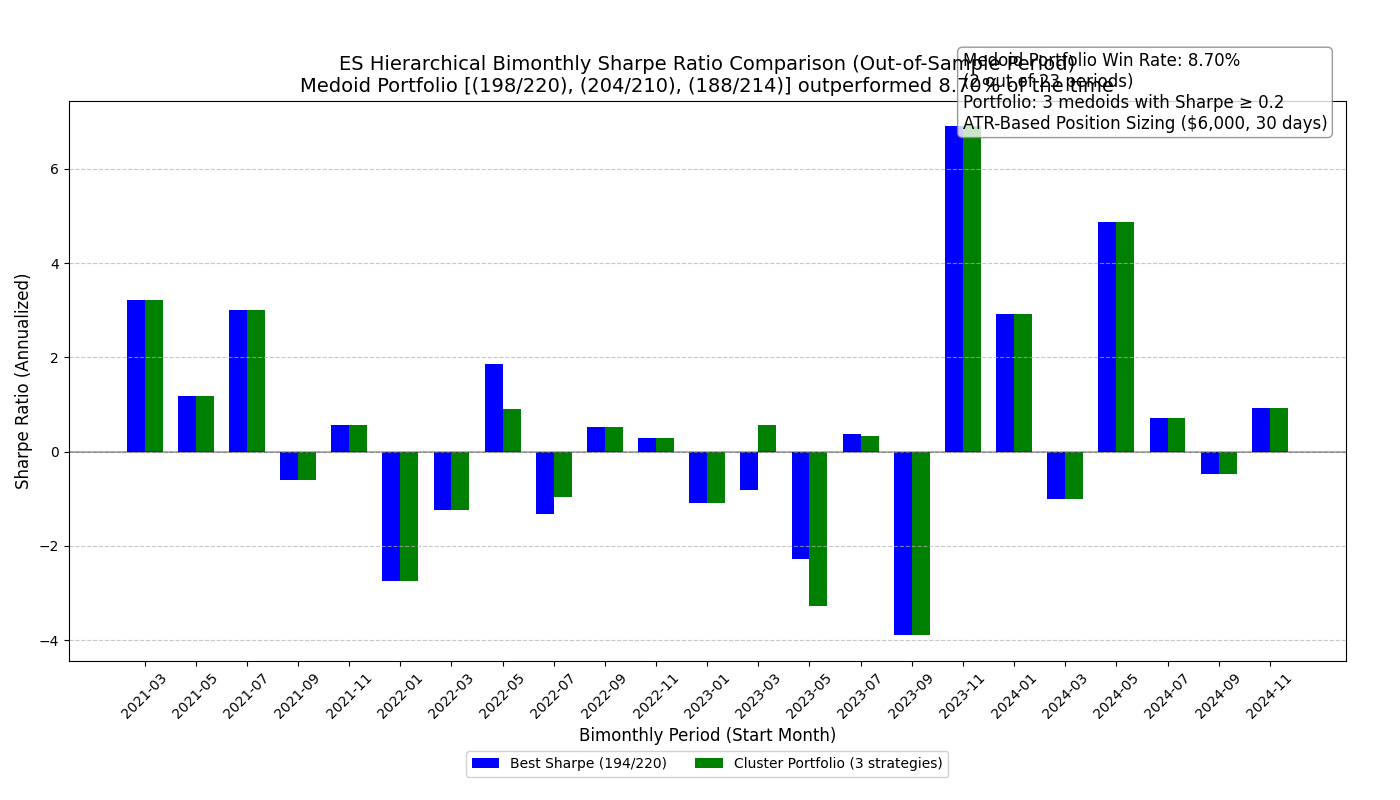 ES Hierarchical Bimonthly Sharpe Ratio Comparison (Out-of-Sample Period)
Medoid Portfolio [(198/220), (204/210), (188/214)] outperformed 8.70% of the time
Medoid Portfolio Win Rate: 8.70%
(2 out of 23 periods)
Portfolio: 3 medoids with Sharpe ≥ 0.2
ATR-Based Position Sizing ($6,000, 30 days)
Sharpe Ratio (Annualized)
6
4
2
0
−2
−4
2021-03
2021-05
2021-07
2021-09
2021-11
2022-01
2022-03
2022-05
2022-07
2022-09
2022-11
2023-01
2023-03
2023-05
2023-07
2023-09
2023-11
2024-01
2024-03
2024-05
2024-07
2024-09
2024-11
Bimonthly Period (Start Month)
Best Sharpe (194/220)
Cluster Portfolio (3 strategies)